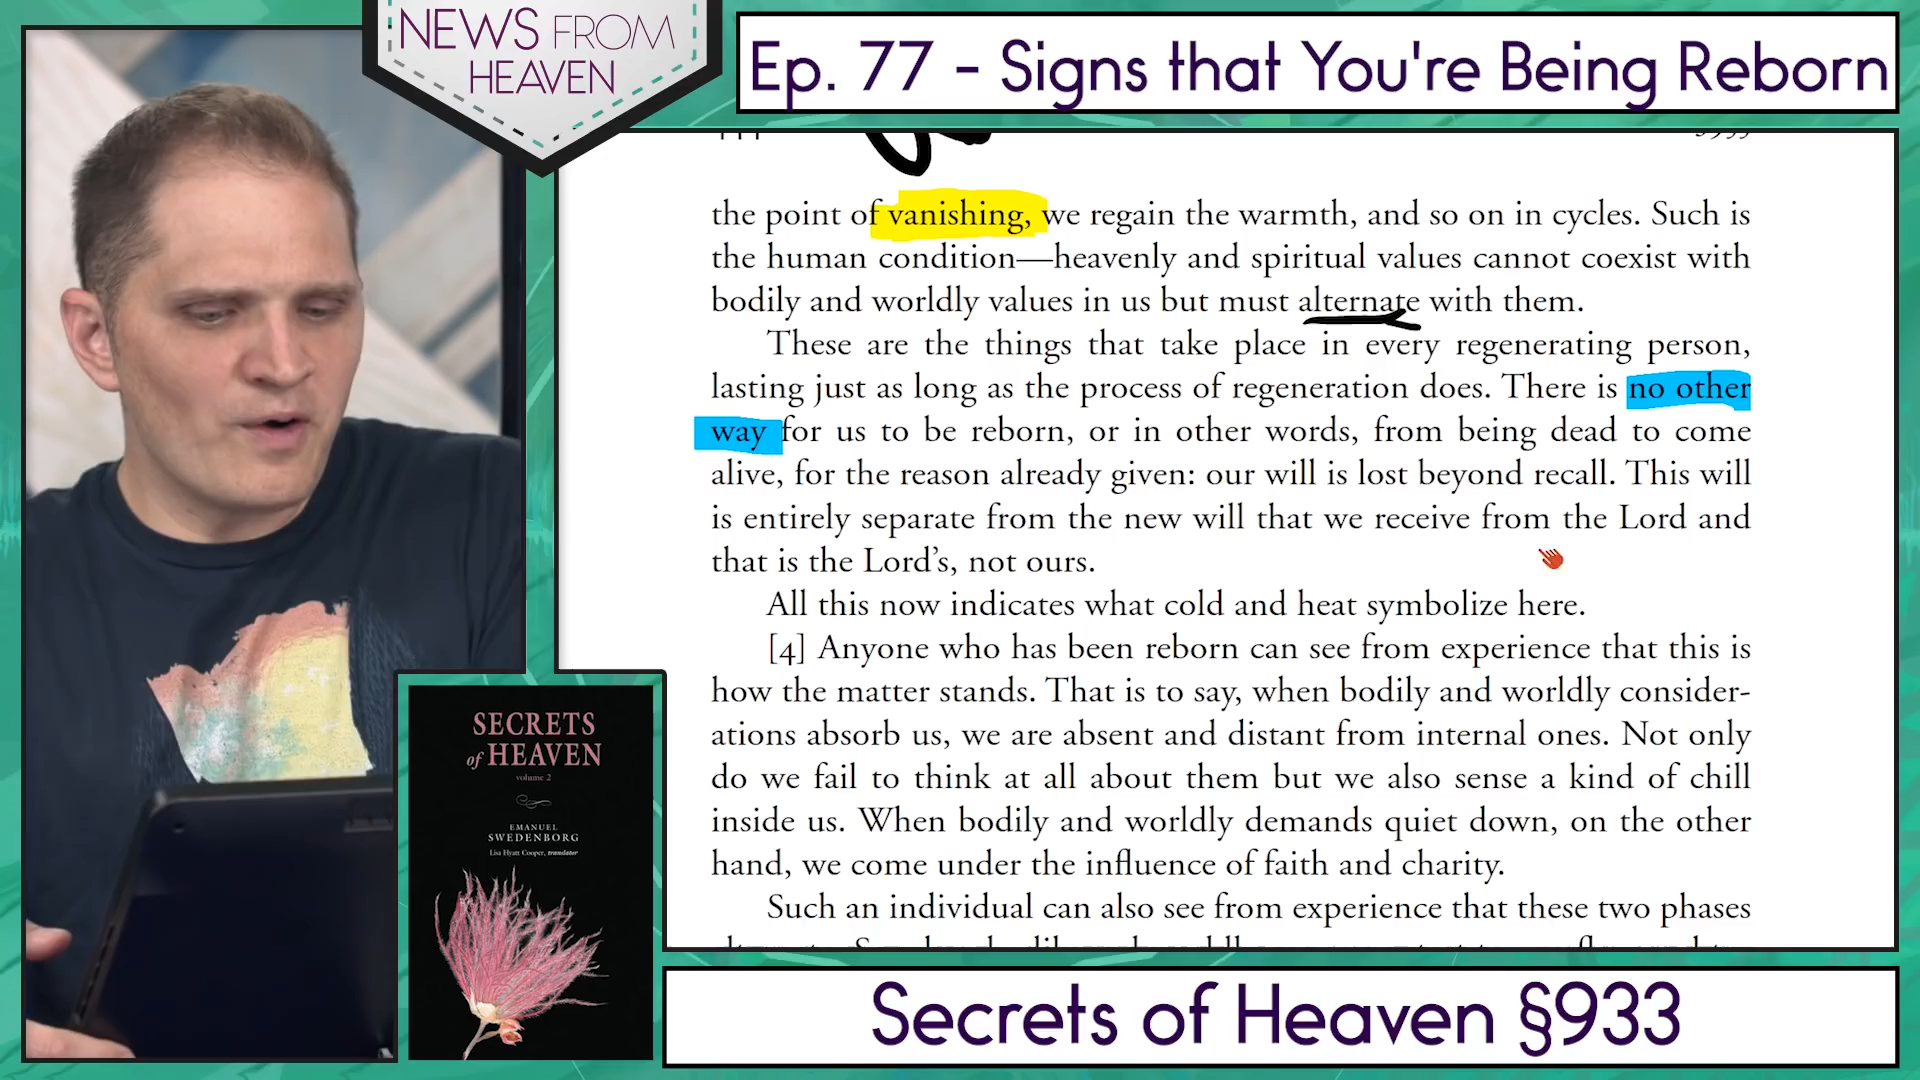 NEWS FROM
HEAVEN
Ep. 77 - Signs that You're Being Reborn
the point of vanishing, we regain the warmth, and so on in cycles. Such is
the human condition—heavenly and spiritual values cannot coexist with
bodily and worldly values in us but must alternate with them.
These are the things that take place in every regenerating person,
lasting just as long as the process of regeneration does. There is no other
way for us to be reborn, or in other words, from being dead to come
alive, for the reason already given: our will is lost beyond recall. This will
is entirely separate from the new will that we receive from the Lord and
that is the Lord's, not ours.
All this now indicates what cold and heat symbolize here.
[4] Anyone who has been reborn can see from experience that this is
how the matter stands. That is to say, when bodily and worldly consider-
ations absorb us, we are absent and distant from internal ones. Not only
do we fail to think at all about them but we also sense a kind of chill
inside us. When bodily and worldly demands quiet down, on the other
hand, we come under the influence of faith and charity.
Such an individual can also see from experience that these two phases
SECRETS
of HEAVEN
volume 2
EMANUEL
SWEDENBORG
Lisa Hyatt Cooper, translator
Secrets of Heaven §933